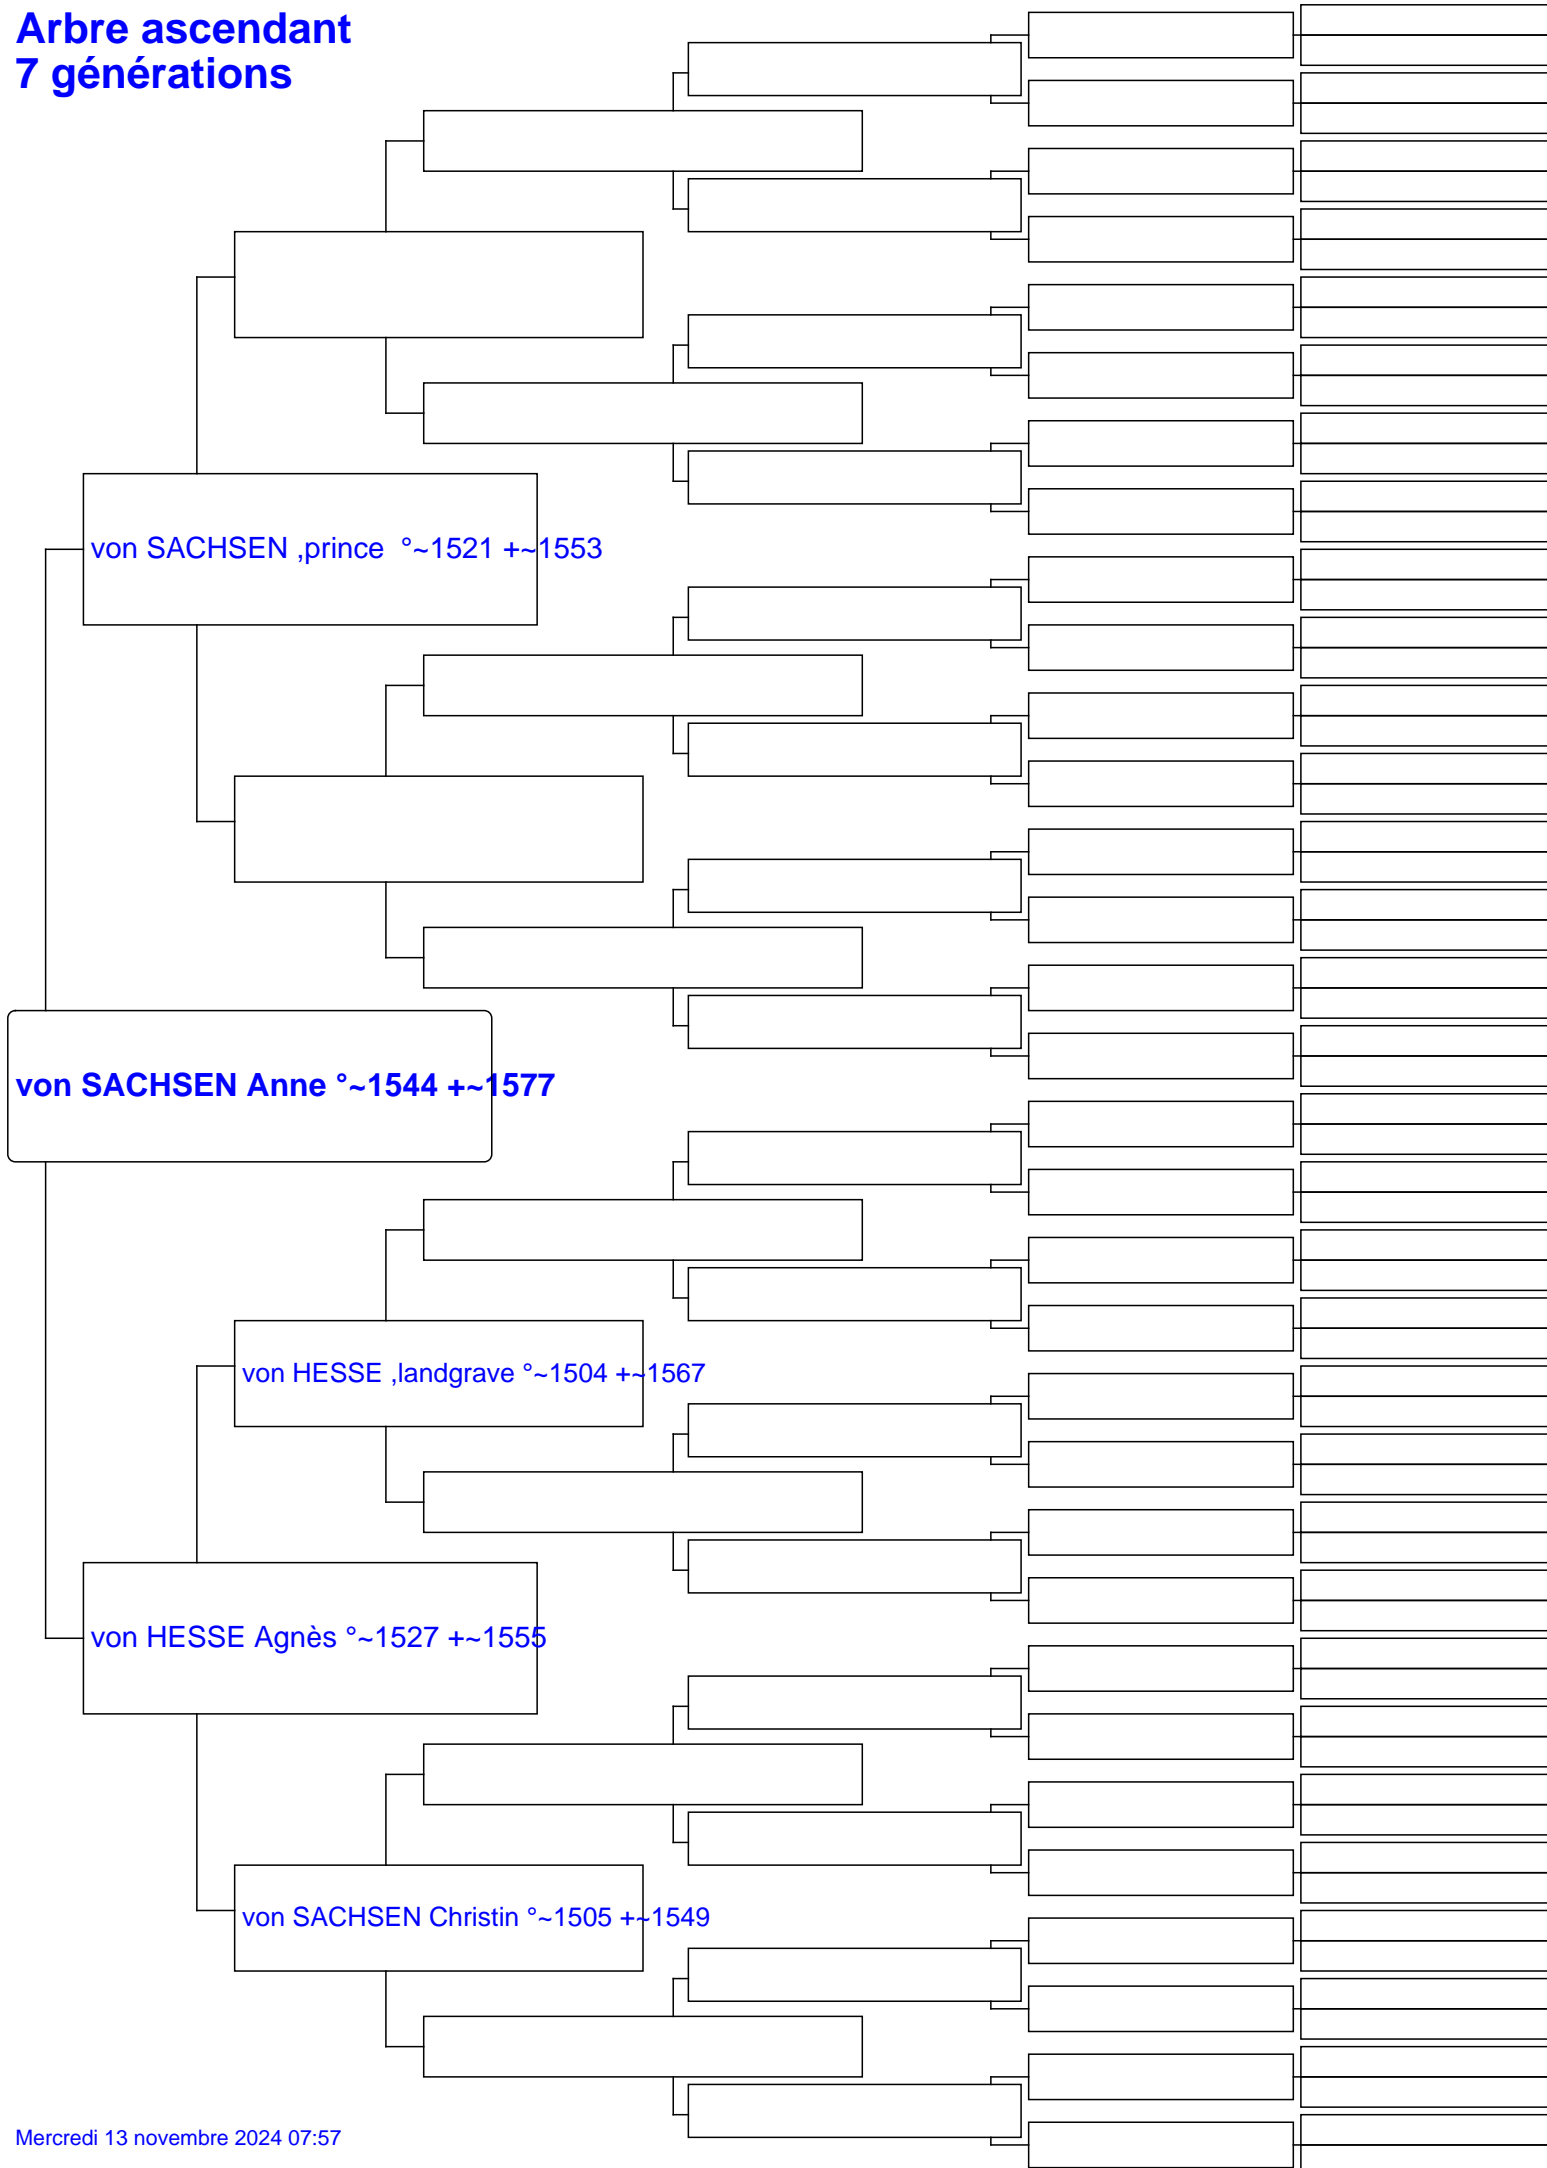 Arbre ascendant
7 générations
von SACHSEN ,prince  °~1521 +~1553
von SACHSEN Anne °~1544 +~1577
von HESSE ,landgrave °~1504 +~1567
von HESSE Agnès °~1527 +~1555
von SACHSEN Christin °~1505 +~1549
Mercredi 13 novembre 2024 07:57